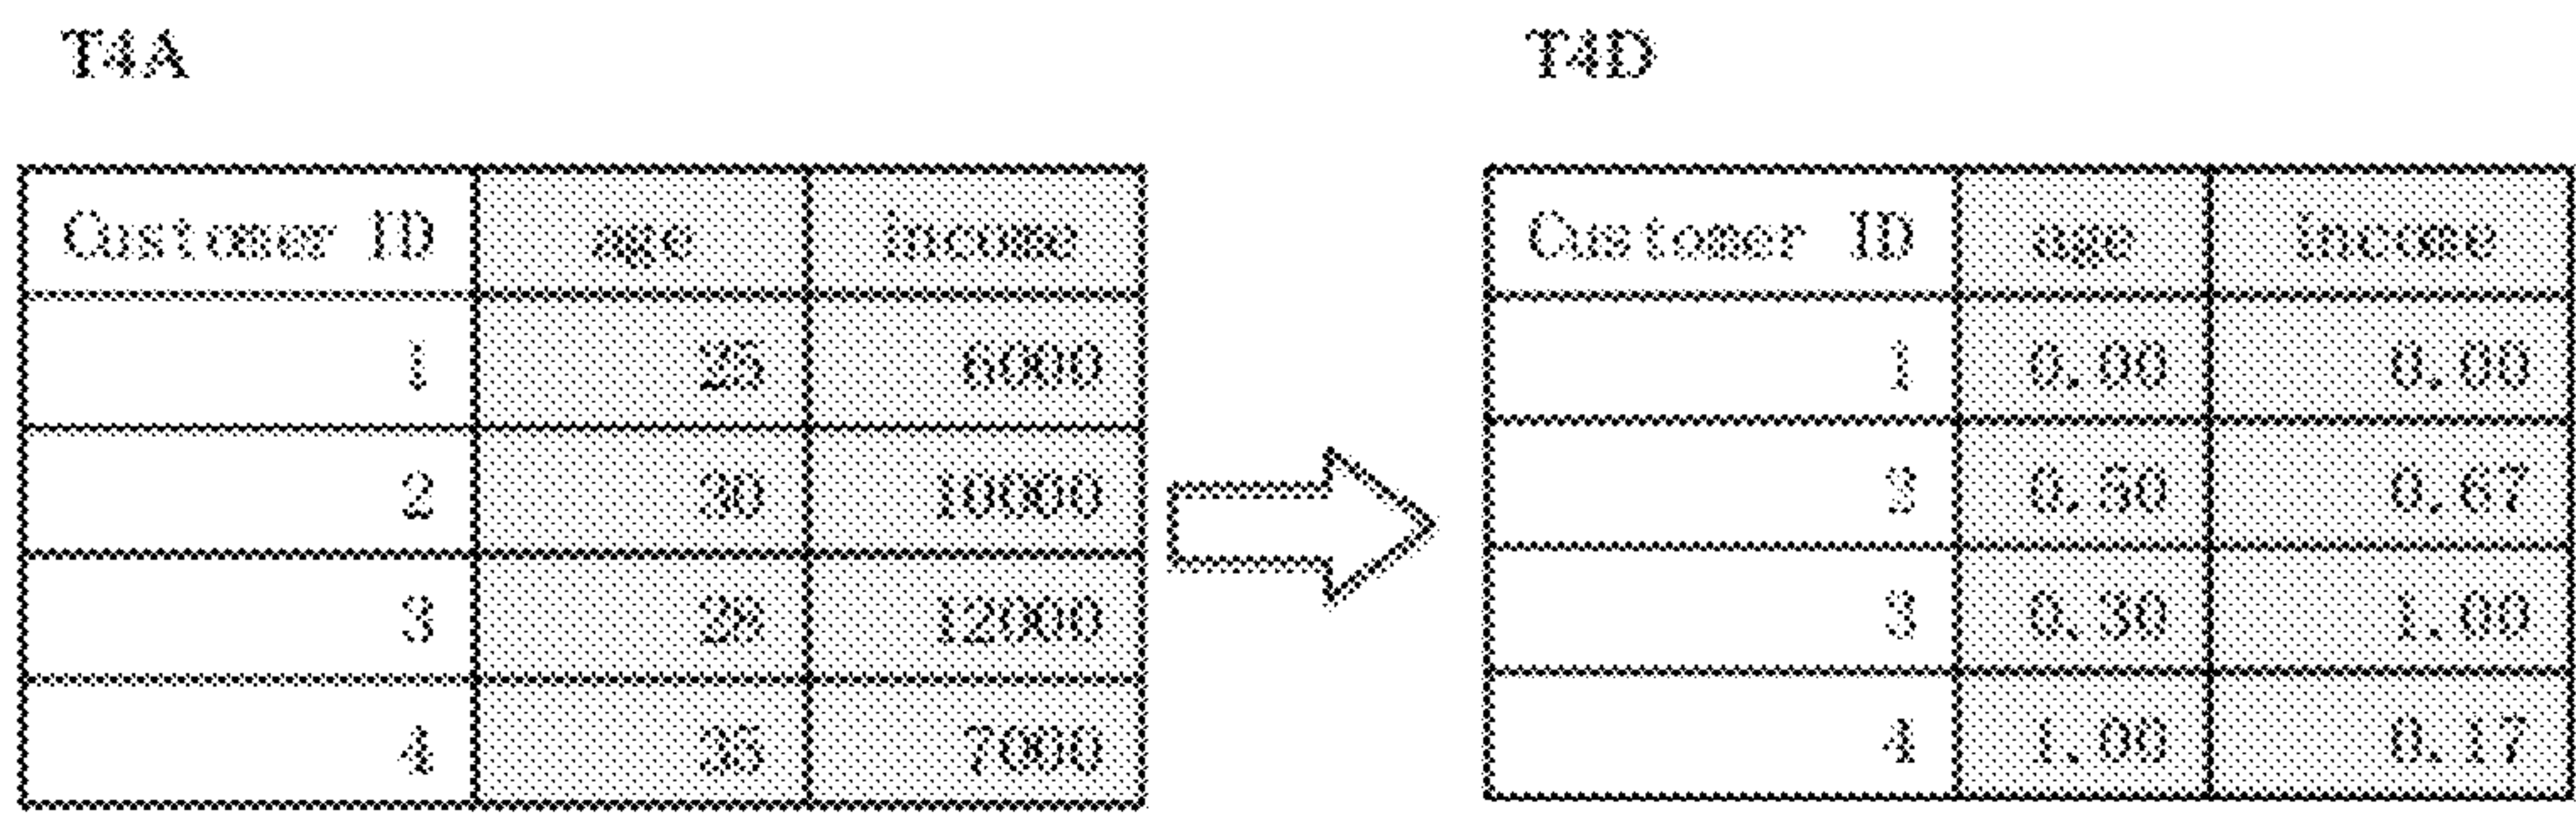 T4A
T4D
Customer ID age income
1 25 6000
2 30 10000
3 28 12000
4 35 7000
Customer ID age income
1 0.00 0.00
2 0.50 0.67
3 0.30 1.00
4 1.00 0.17